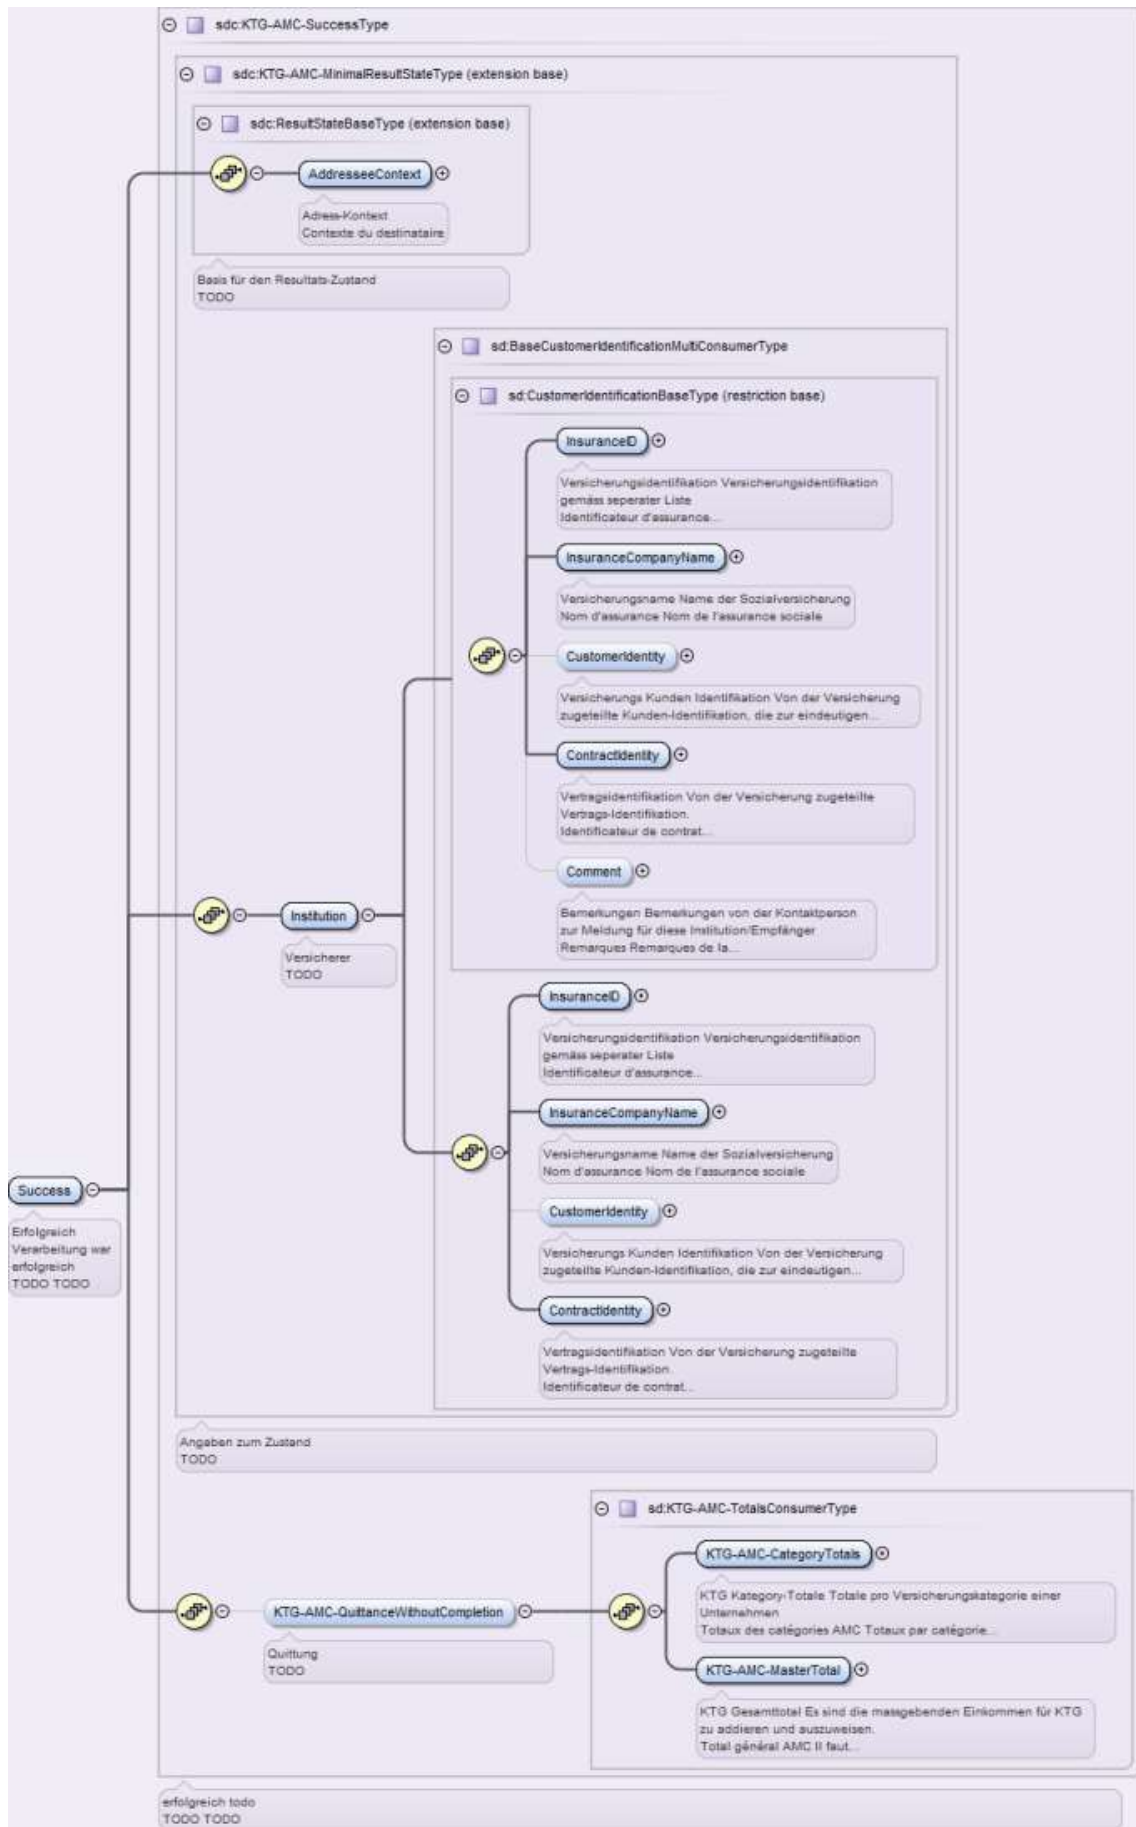 sdc:KTG-AMC-SuccessType
sdc:KTG-AMC-MinimalResultStateType (extension base)
sdc:ResultStateBaseType (extension base)
AddresseeContext
Adress-Kontext
Contexte du destinataire
Basis für den Resultats-Zustand
TODO
sd:BaseCustomerIdentificationMultiConsumerType
sd:CustomerIdentificationBaseType (restriction base)
InsuranceID
Versicherungsidentifikation Versicherungsidentifikation
gemäss seperater Liste
Identificateur d'assurance...
InsuranceCompanyName
Versicherungsname Name der Sozialversicherung
Nom d'assurance Nom de l'assurance sociale
CustomerIdentity
Versicherungs Kunden Identifikation Von der Versicherung
zugeteilte Kunden-Identifikation, die zur eindeutigen...
ContractIdentity
Vertragsidentifikation Von der Versicherung zugeteilte
Vertrags-Identifikation.
Identificateur de contrat...
Comment
Bemerkungen Bemerkungen von der Kontaktperson
zur Meldung für diese Institution/Empfänger
Remarques Remarques de la...
Institution
Versicherer
TODO
InsuranceID
Versicherungsidentifikation Versicherungsidentifikation
gemäss seperater Liste
Identificateur d'assurance...
InsuranceCompanyName
Versicherungsname Name der Sozialversicherung
Nom d'assurance Nom de l'assurance sociale
Success
Erfolgreich
Verarbeitung war
erfolgreich
TODO TODO
CustomerIdentity
Versicherungs Kunden Identifikation Von der Versicherung
zugeteilte Kunden-Identifikation, die zur eindeutigen...
ContractIdentity
Vertragsidentifikation Von der Versicherung zugeteilte
Vertrags-Identifikation.
Identificateur de contrat...
Angaben zum Zustand
TODO
sd:KTG-AMC-TotalsConsumerType
KTG-AMC-CategoryTotals
KTG Kategory-Totale Totale pro Versicherungskategorie einer
Unternehmen
Totaux des catégories AMC Totaux par catégorie...
KTG-AMC-QuittanceWithoutCompletion
Quittung
TODO
KTG-AMC-MasterTotal
KTG Gesamttotal Es sind die massgebenden Einkommen für KTG
zu addieren und auszuweisen.
Total général AMC Il faut...
erfolgreich todo
TODO TODO